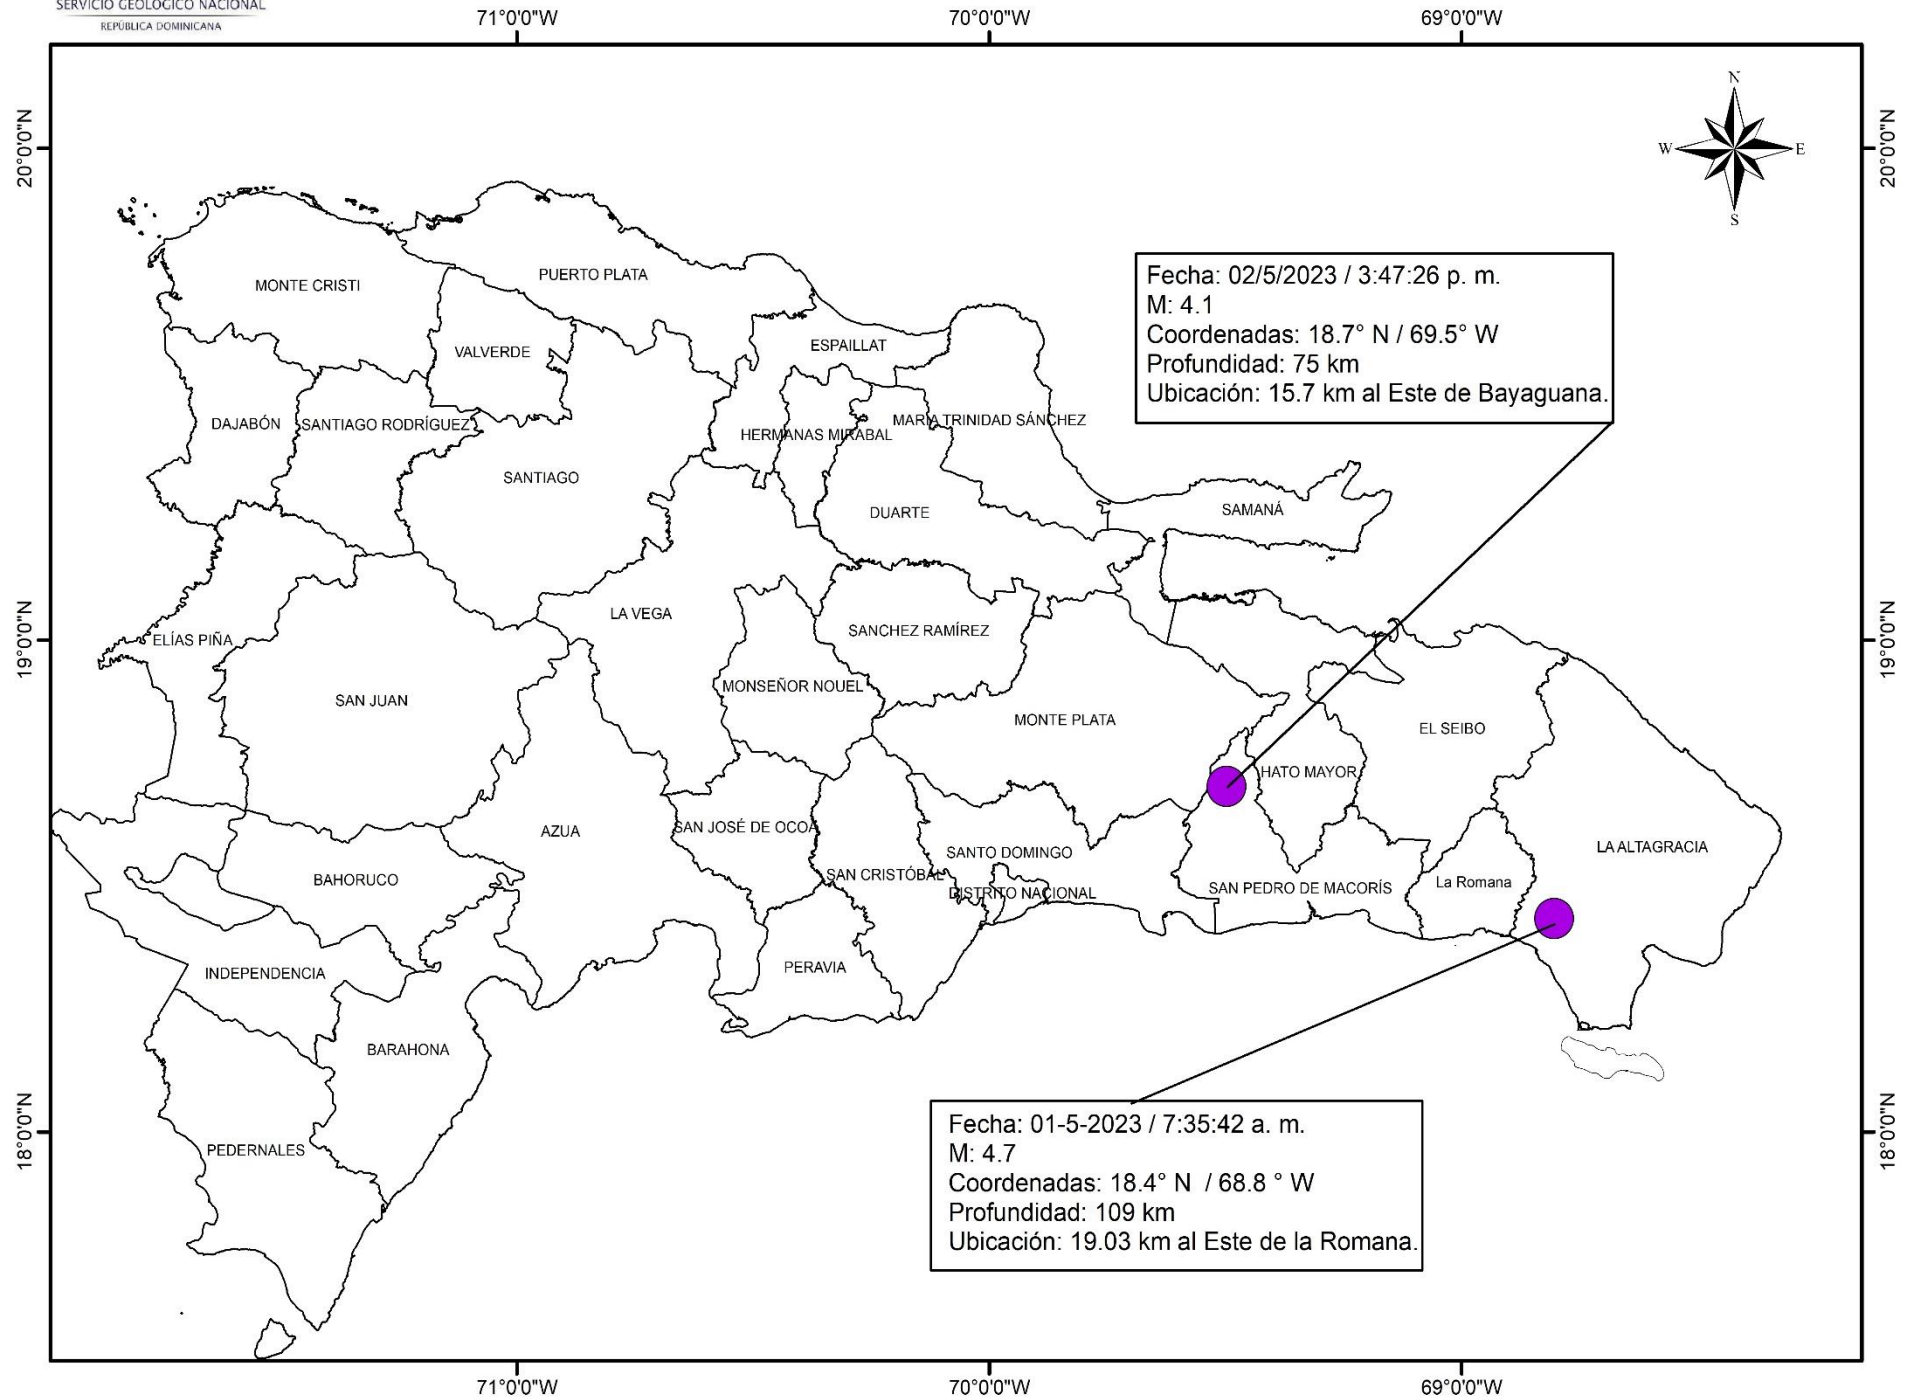 SERVICIO GEOLÓGICO NACIONAL
REPÚBLICA DOMINICANA
71°0'0"W
70°0'0"W
69°0'0"W
20°0'0"N
20°0'0"N
N
W
E
S
MONTE CRISTI
PUERTO PLATA
Fecha: 02/5/2023 / 3:47:26 p. m.
M: 4.1
Coordenadas: 18.7° N / 69.5° W
Profundidad: 75 km
Ubicación: 15.7 km al Este de Bayaguana.
VALVERDE
ESPAILLAT
DAJABÓN
SANTIAGO RODRÍGUEZ
HERMANAS MIRABAL
MARIA TRINIDAD SÁNCHEZ
SANTIAGO
DUARTE
SAMANÁ
19°0'0"N
19°0'0"N
ELÍAS PIÑA
LA VEGA
SANCHEZ RAMÍREZ
SAN JUAN
MONSEÑOR NOUEL
MONTE PLATA
EL SEIBO
HATO MAYOR
AZUA
SAN JOSÉ DE OCOA
SANTO DOMINGO
LA ALTAGRACIA
BAHORUCO
SAN CRISTÓBAL
DISTRITO NACIONAL
SAN PEDRO DE MACORÍS
La Romana
INDEPENDENCIA
PERAVIA
BARAHONA
PEDERNALES
18°0'0"N
18°0'0"N
Fecha: 01-5-2023 / 7:35:42 a. m.
M: 4.7
Coordenadas: 18.4° N / 68.8 ° W
Profundidad: 109 km
Ubicación: 19.03 km al Este de la Romana.
71°0'0"W
70°0'0"W
69°0'0"W